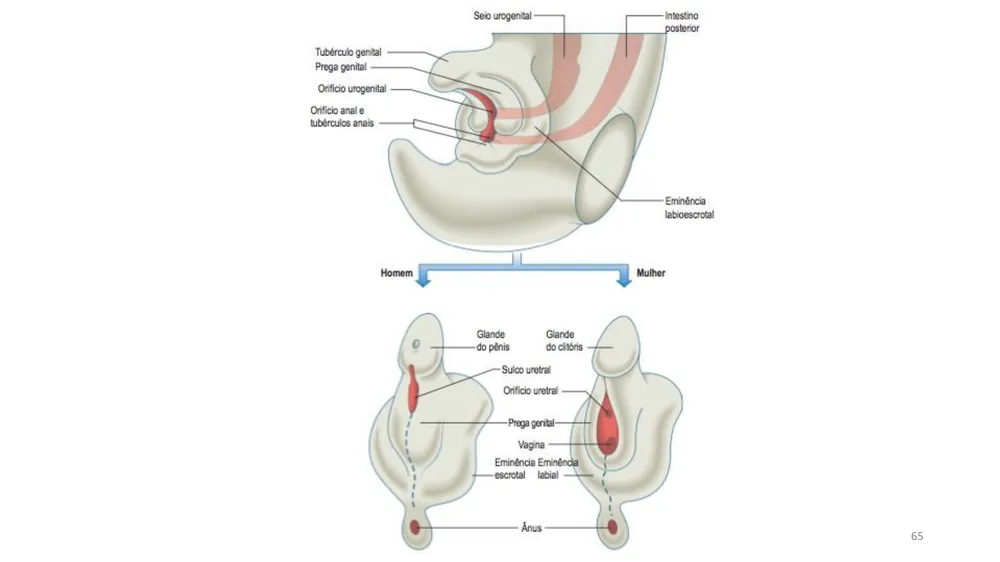 Seio urogenital
Intestino
posterior
Tubérculo genital
Prega genital
Orifício urogenital
Orifício anal e
tubérculos anais
Eminência
labioescrotal
Homem
Mulher
Glande
do pênis
Glande
do clitóris
Sulco uretral
Orifício uretral
Prega genital
Vagina
Eminência
escrotal
Eminência
labial
Ânus
65